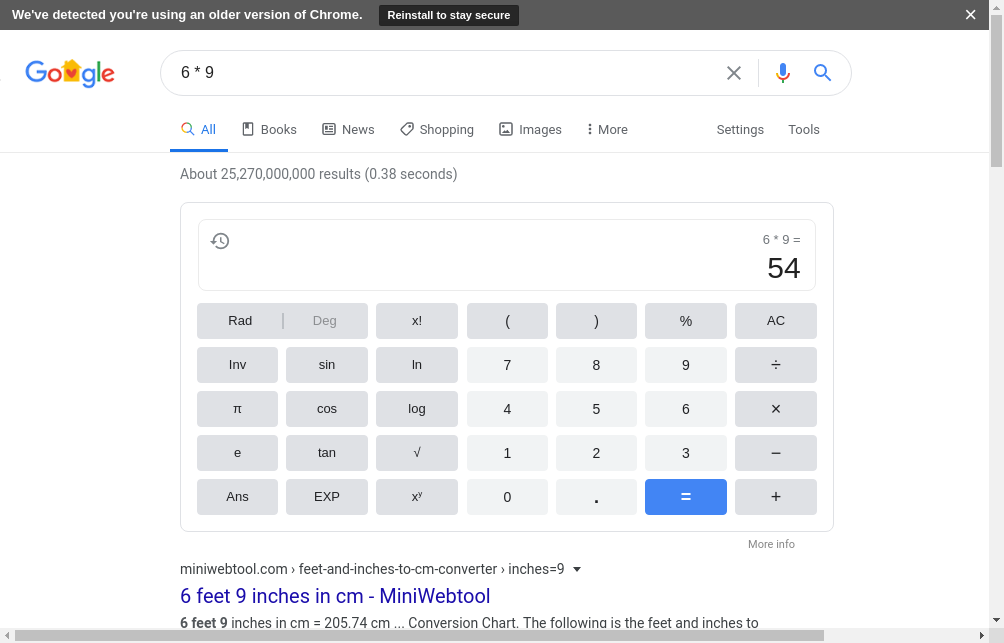 We've detected you're using an older version of Chrome. Reinstall to stay secure
Google
6 * 9
All Books News Shopping Images More Settings Tools
About 25,270,000,000 results (0.38 seconds)
6 * 9 =
54
Rad Deg x! ( ) % AC
Inv sin ln 7 8 9 ÷
π cos log 4 5 6 ×
e tan √ 1 2 3 −
Ans EXP xʸ 0 . = +
More info
miniwebtool.com › feet-and-inches-to-cm-converter › inches=9
6 feet 9 inches in cm - MiniWebtool
6 feet 9 inches in cm = 205.74 cm ... Conversion Chart. The following is the feet and inches to